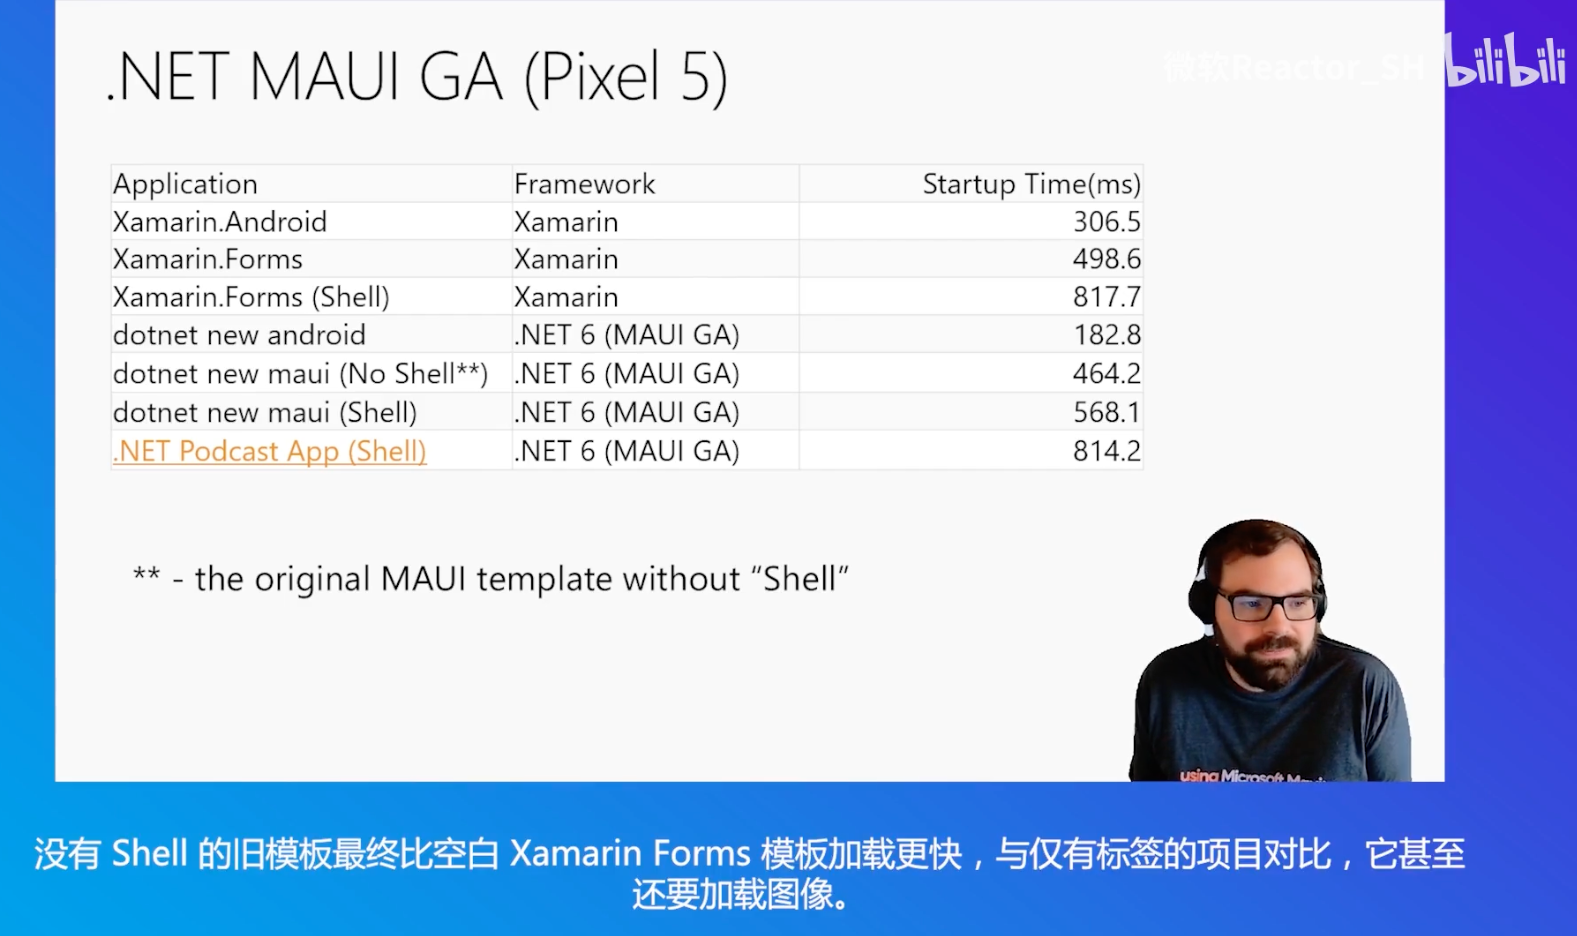 .NET MAUI GA (Pixel 5)
微软Reactor_SH bilibili
Application Framework Startup Time(ms)
Xamarin.Android Xamarin 306.5
Xamarin.Forms Xamarin 498.6
Xamarin.Forms (Shell) Xamarin 817.7
dotnet new android .NET 6 (MAUI GA) 182.8
dotnet new maui (No Shell**) .NET 6 (MAUI GA) 464.2
dotnet new maui (Shell) .NET 6 (MAUI GA) 568.1
.NET Podcast App (Shell) .NET 6 (MAUI GA) 814.2
** - the original MAUI template without “Shell”
using Microsoft
没有 Shell 的旧模板最终比空白 Xamarin Forms 模板加载更快，与仅有标签的项目对比，它甚至
还要加载图像。